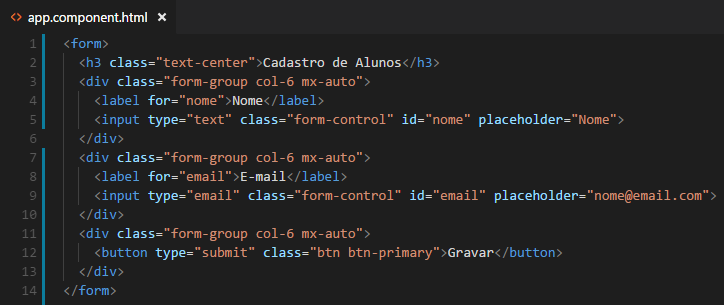 <> app.component.html ×
1 <form>
2 <h3 class="text-center">Cadastro de Alunos</h3>
3 <div class="form-group col-6 mx-auto">
4 <label for="nome">Nome</label>
5 <input type="text" class="form-control" id="nome" placeholder="Nome">
6 </div>
7 <div class="form-group col-6 mx-auto">
8 <label for="email">E-mail</label>
9 <input type="email" class="form-control" id="email" placeholder="nome@email.com">
10 </div>
11 <div class="form-group col-6 mx-auto">
12 <button type="submit" class="btn btn-primary">Gravar</button>
13 </div>
14 </form>